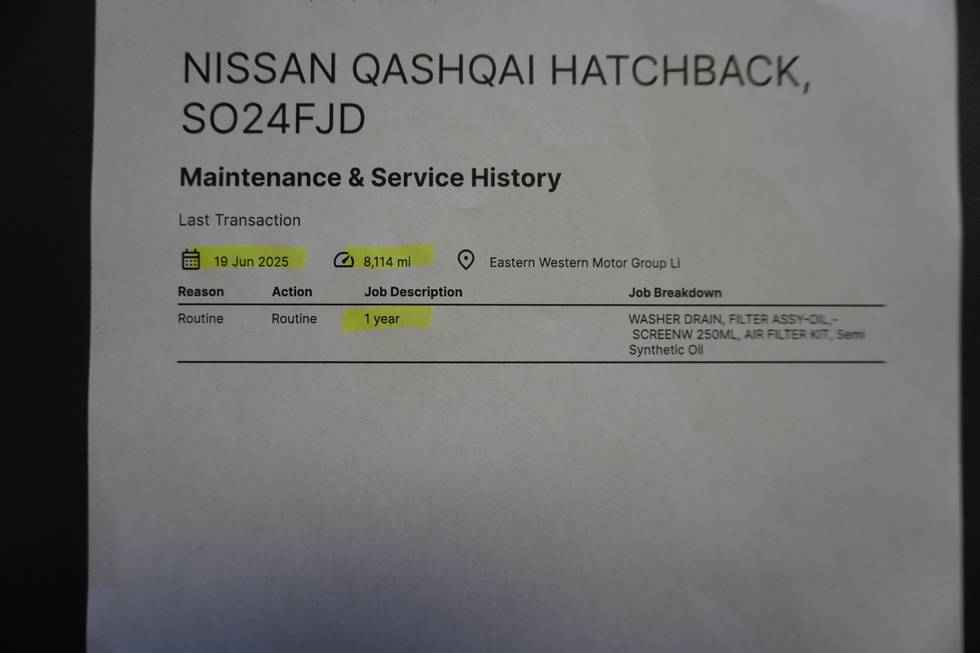 NISSAN QASHQAI HATCHBACK,
SO24FJD
Maintenance & Service History
Last Transaction
19 Jun 2025 8,114 mi Eastern Western Motor Group Li
Reason Action Job Description Job Breakdown
Routine Routine 1 year WASHER DRAIN, FILTER ASSY-OIL,-
SCREENW 250ML, AIR FILTER KIT, Semi
Synthetic Oil